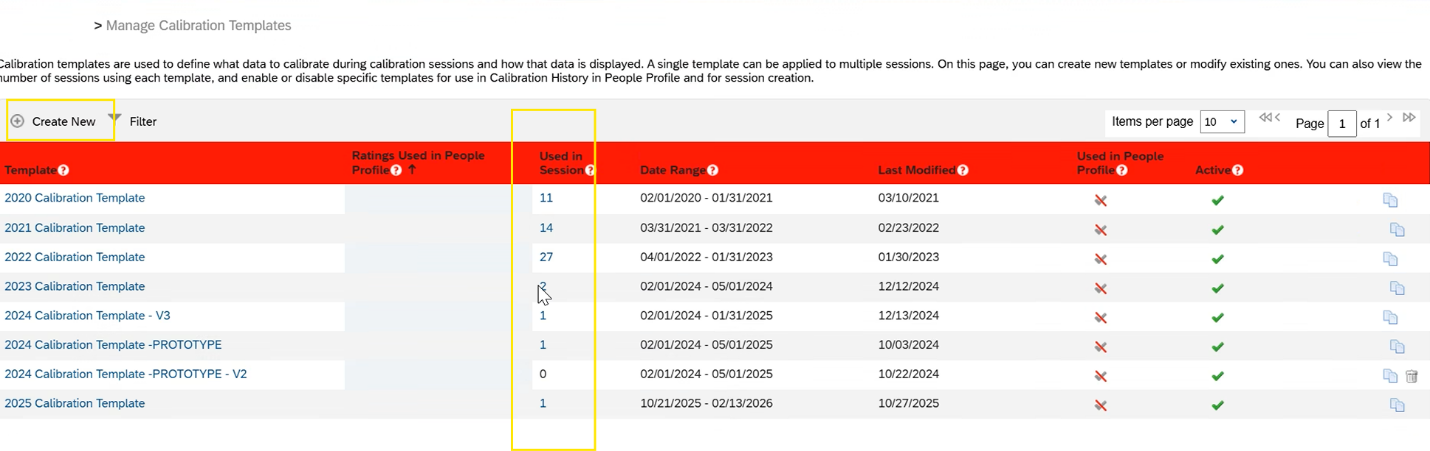 > Manage Calibration Templates
Calibration templates are used to define what data to calibrate during calibration sessions and how that data is displayed. A single template can be applied to multiple sessions. On this page, you can create new templates or modify existing ones. You can also view the
number of sessions using each template, and enable or disable specific templates for use in Calibration History in People Profile and for session creation.
Create New Filter Items per page 10 Page 1 of 1
Template Ratings Used in People Profile Used in Session Date Range Last Modified Used in People Profile Active
2020 Calibration Template 11 02/01/2020 - 01/31/2021 03/10/2021
2021 Calibration Template 14 03/31/2021 - 03/31/2022 02/23/2022
2022 Calibration Template 27 04/01/2022 - 01/31/2023 01/30/2023
2023 Calibration Template 02/01/2024 - 05/01/2024 12/12/2024
2024 Calibration Template - V3 1 02/01/2024 - 01/31/2025 12/13/2024
2024 Calibration Template -PROTOTYPE 1 02/01/2024 - 05/01/2025 10/03/2024
2024 Calibration Template -PROTOTYPE - V2 0 02/01/2024 - 05/01/2025 10/22/2024
2025 Calibration Template 1 10/21/2025 - 02/13/2026 10/27/2025